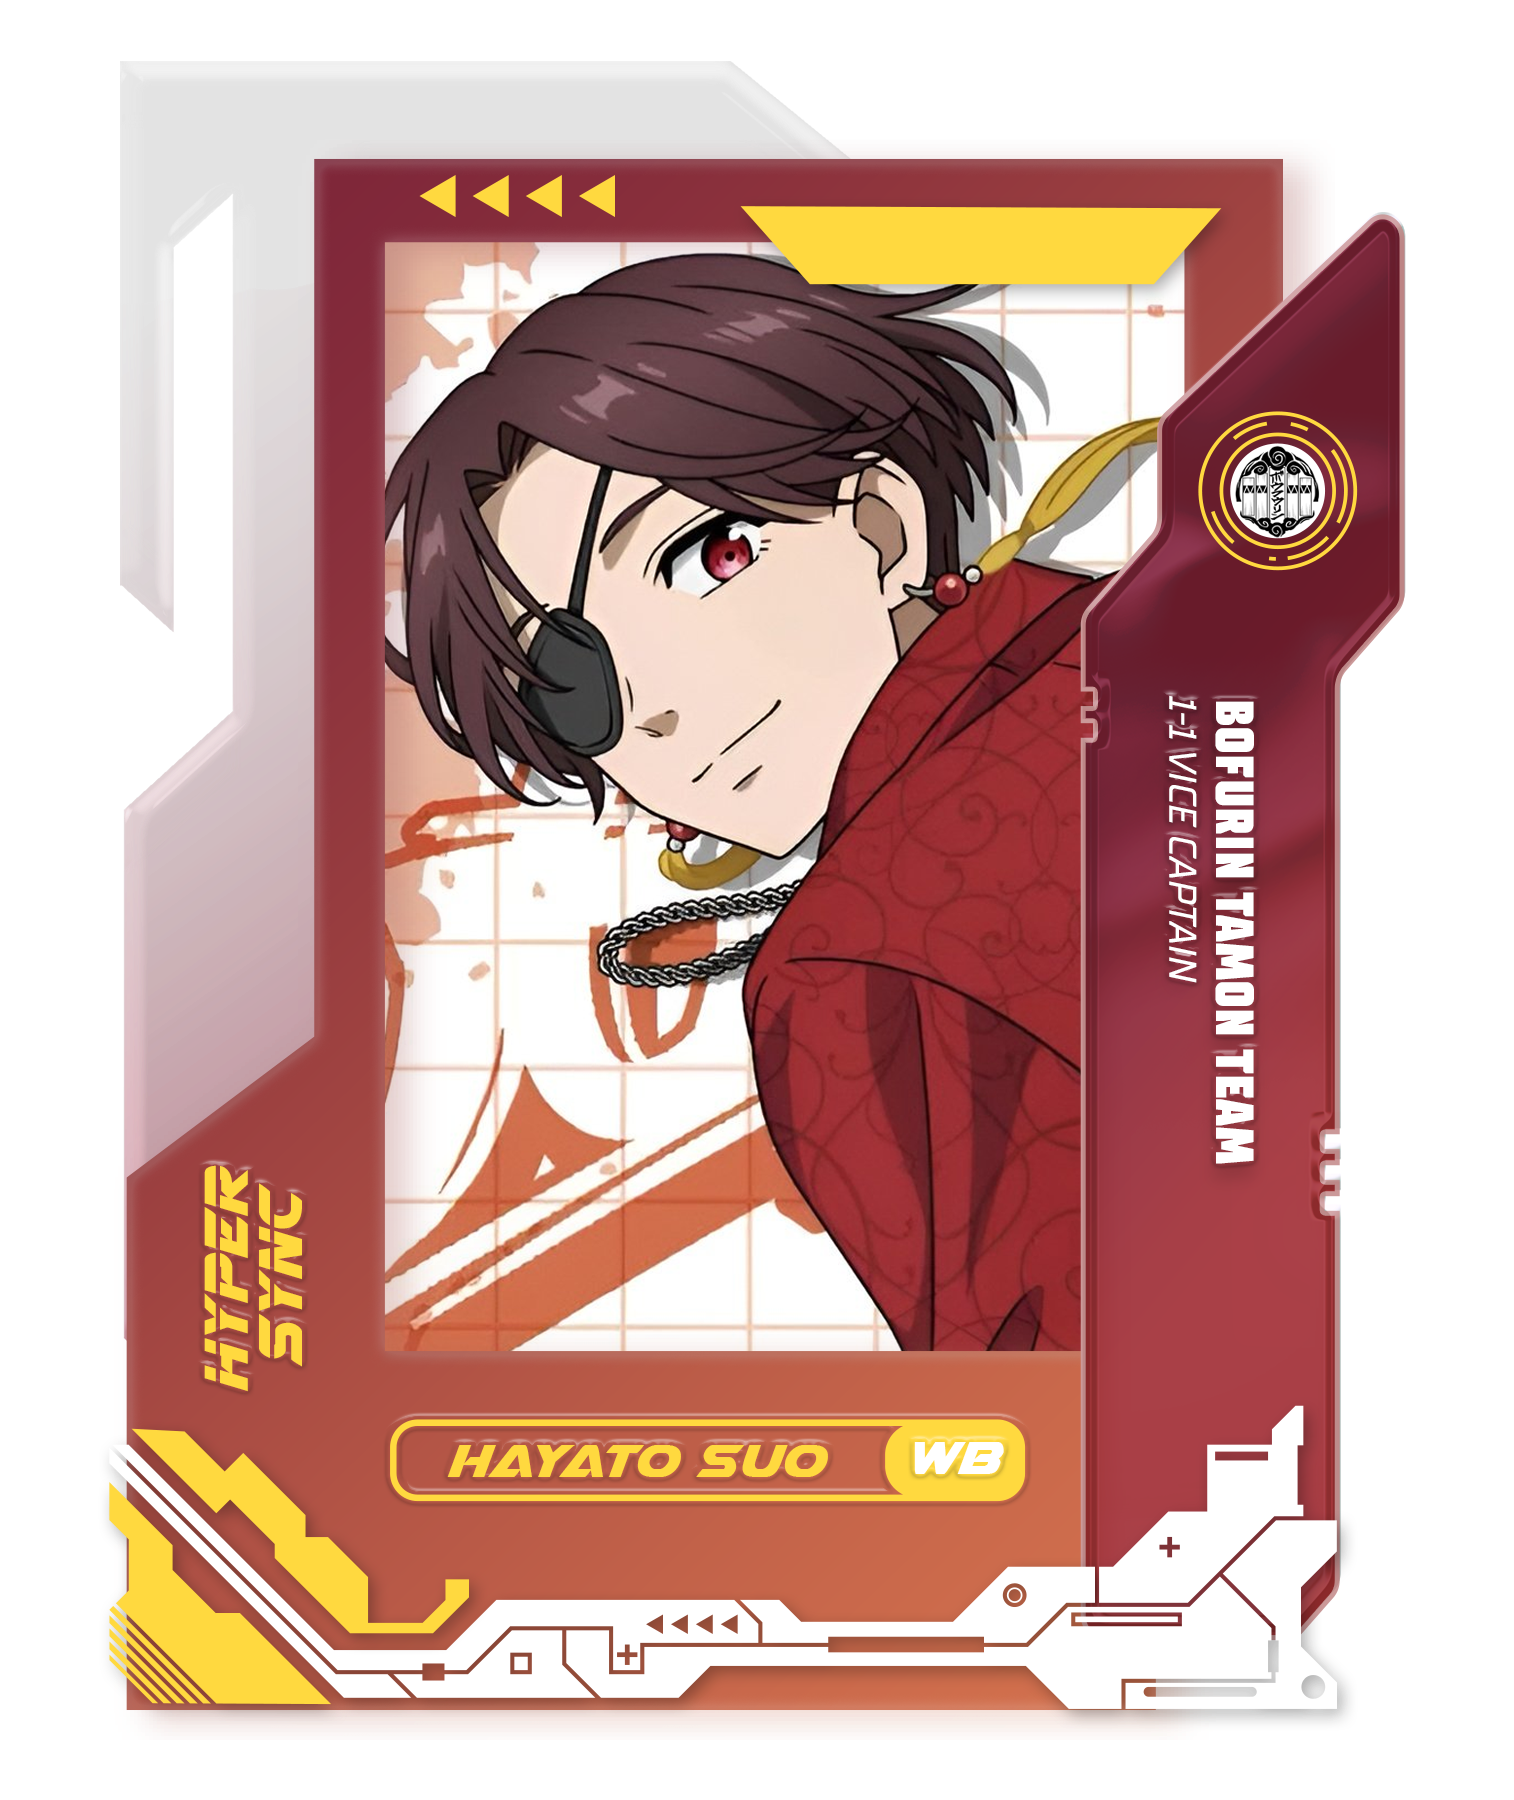 BOFURIN TAMON TEAM
1-1 VICE CAPTAIN
HYPER
SYNC
HAYATO SUO
WB